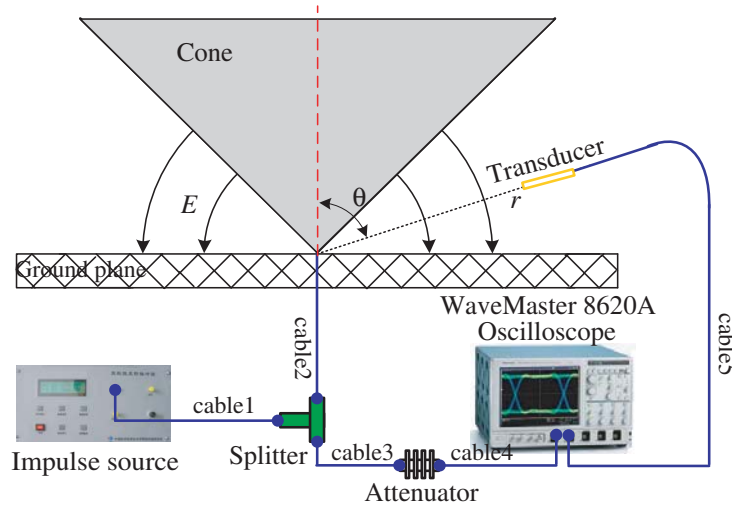 Cone
Transducer
θ
r
E
Ground plane
WaveMaster 8620A
Oscilloscope
cable2
cable5
cable1
Impulse source
Splitter
cable3
cable4
Attenuator